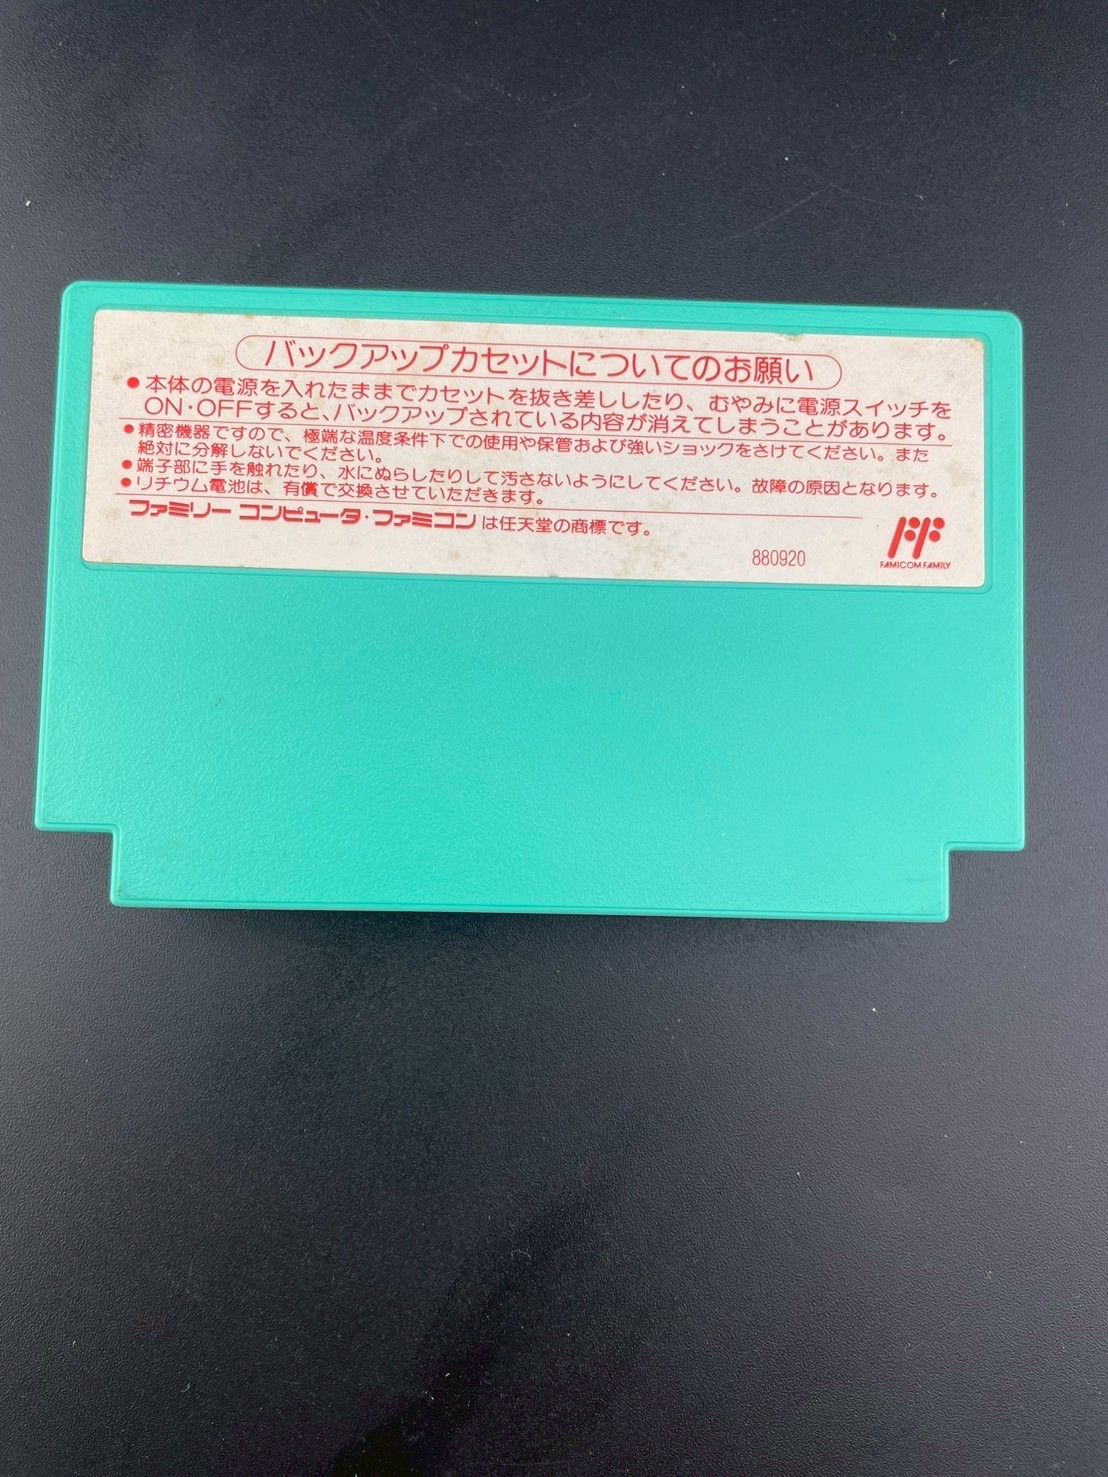 バックアップカセットについてのお願い
●本体の電源を入れたままでカセットを抜き差ししたり、むやみに電源スイッチを
ON・OFFすると、バックアップされている内容が消えてしまうことがあります。
●精密機器ですので、極端な温度条件下での使用や保管および強いショックをさけてください。また
絶対に分解しないでください。
●端子部に手を触れたり、水にぬらしたりして汚さないようにしてください。故障の原因となります。
●リチウム電池は、有償で交換させていただきます。
ファミリー コンピュータ・ファミコンは任天堂の商標です。
880920
FAMICOM FAMILY